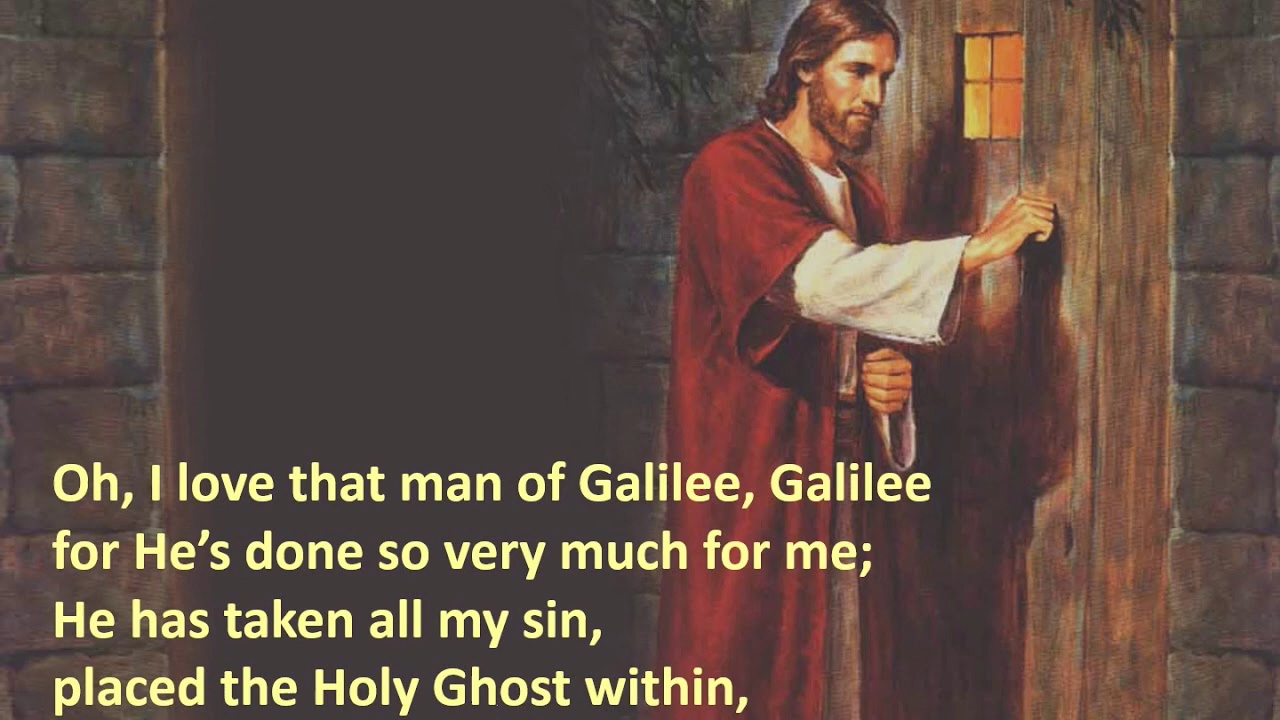 Oh, I love that man of Galilee, Galilee
for He’s done so very much for me;
He has taken all my sin,
placed the Holy Ghost within,